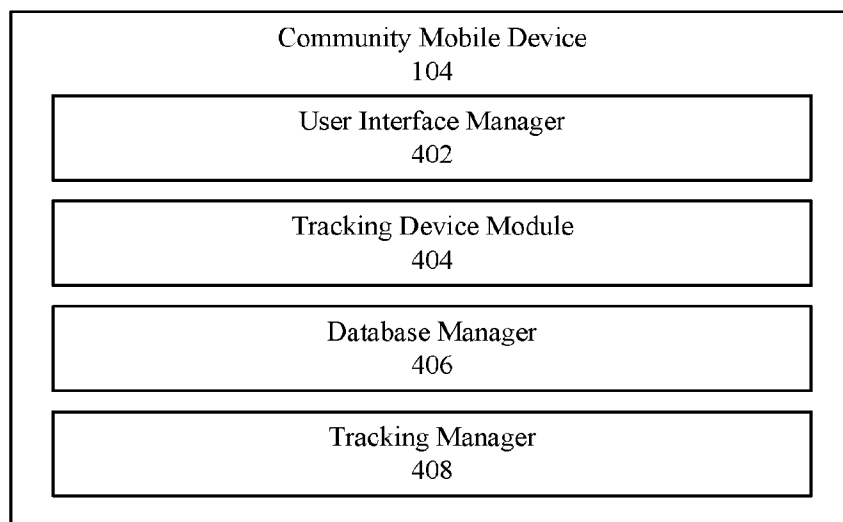 Community Mobile Device
104
User Interface Manager
402
Tracking Device Module
404
Database Manager
406
Tracking Manager
408